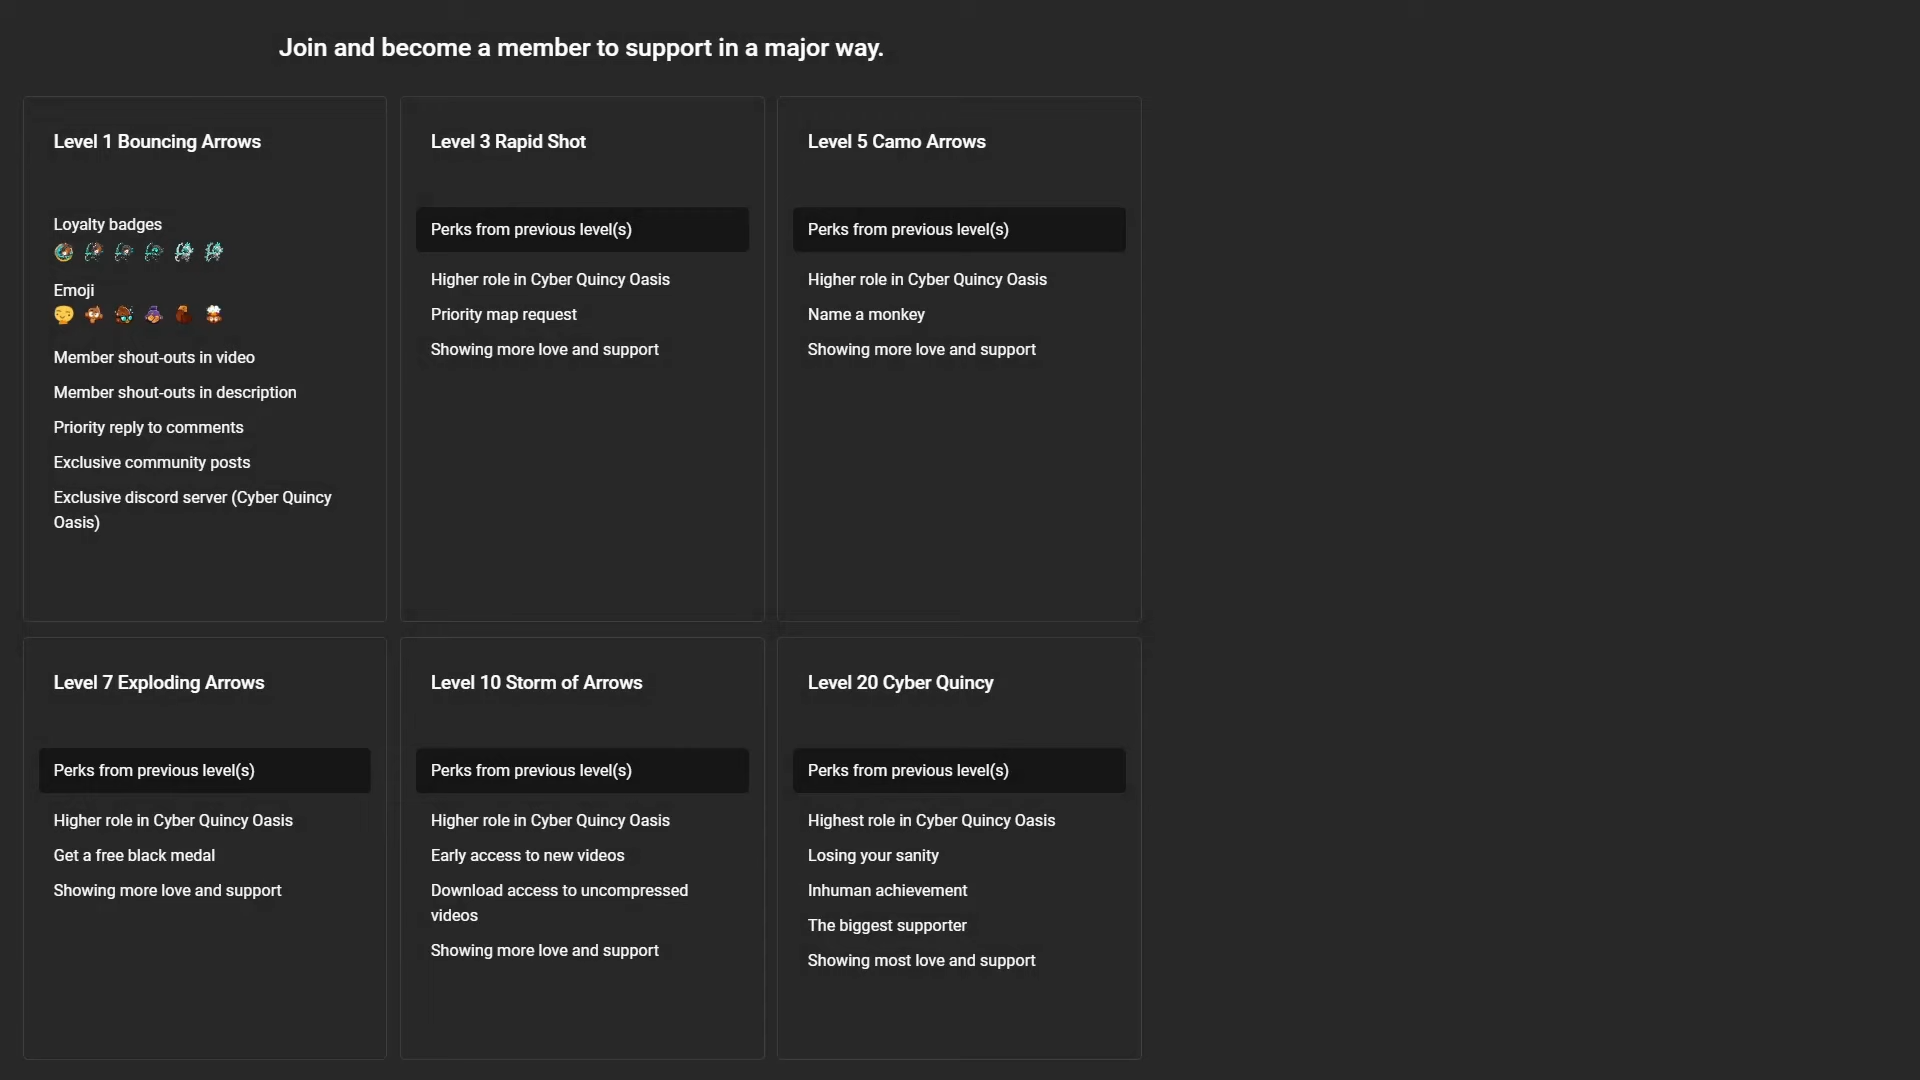 Join and become a member to support in a major way.
Level 1 Bouncing Arrows
Loyalty badges
Emoji
Member shout-outs in video
Member shout-outs in description
Priority reply to comments
Exclusive community posts
Exclusive discord server (Cyber Quincy
Oasis)
Level 3 Rapid Shot
Perks from previous level(s)
Higher role in Cyber Quincy Oasis
Priority map request
Showing more love and support
Level 5 Camo Arrows
Perks from previous level(s)
Higher role in Cyber Quincy Oasis
Name a monkey
Showing more love and support
Level 7 Exploding Arrows
Perks from previous level(s)
Higher role in Cyber Quincy Oasis
Get a free black medal
Showing more love and support
Level 10 Storm of Arrows
Perks from previous level(s)
Higher role in Cyber Quincy Oasis
Early access to new videos
Download access to uncompressed
videos
Showing more love and support
Level 20 Cyber Quincy
Perks from previous level(s)
Highest role in Cyber Quincy Oasis
Losing your sanity
Inhuman achievement
The biggest supporter
Showing most love and support